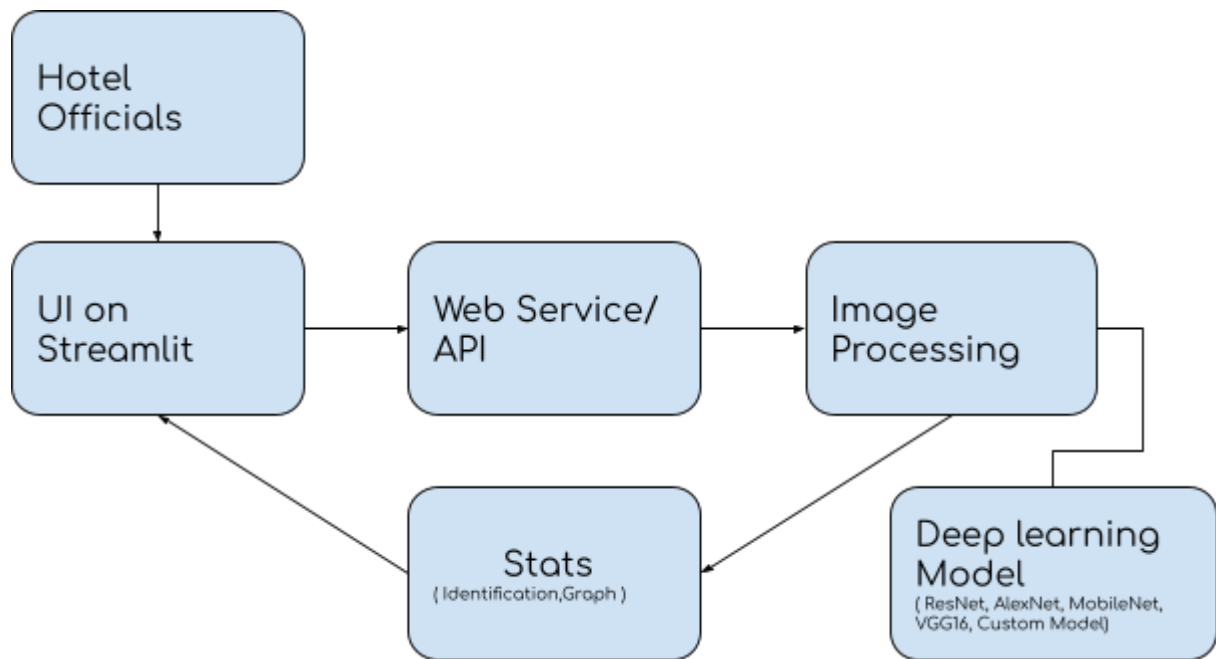 Hotel
Officials
UI on
Streamlit
Web Service/
API
Image
Processing
Stats
( Identification,Graph )
Deep learning
Model
( ResNet, AlexNet, MobileNet,
VGG16, Custom Model)